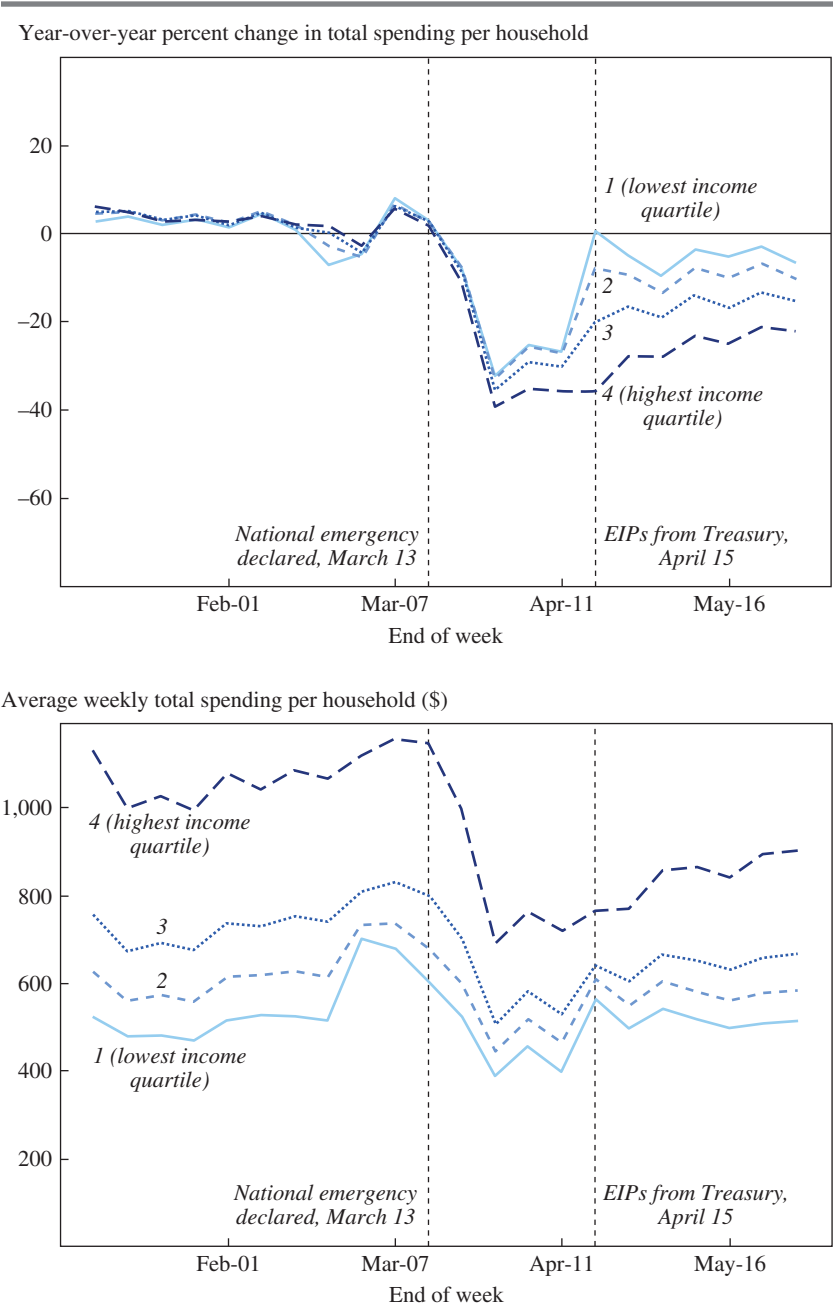 Year-over-year percent change in total spending per household
20
0
–20
–40
–60
1 (lowest income
quartile)
2
3
4 (highest income
quartile)
National emergency
declared, March 13
EIPs from Treasury,
April 15
Feb-01
Mar-07
Apr-11
May-16
End of week
Average weekly total spending per household ($)
1,000
800
600
400
200
4 (highest income
quartile)
3
2
1 (lowest income
quartile)
National emergency
declared, March 13
EIPs from Treasury,
April 15
Feb-01
Mar-07
Apr-11
May-16
End of week